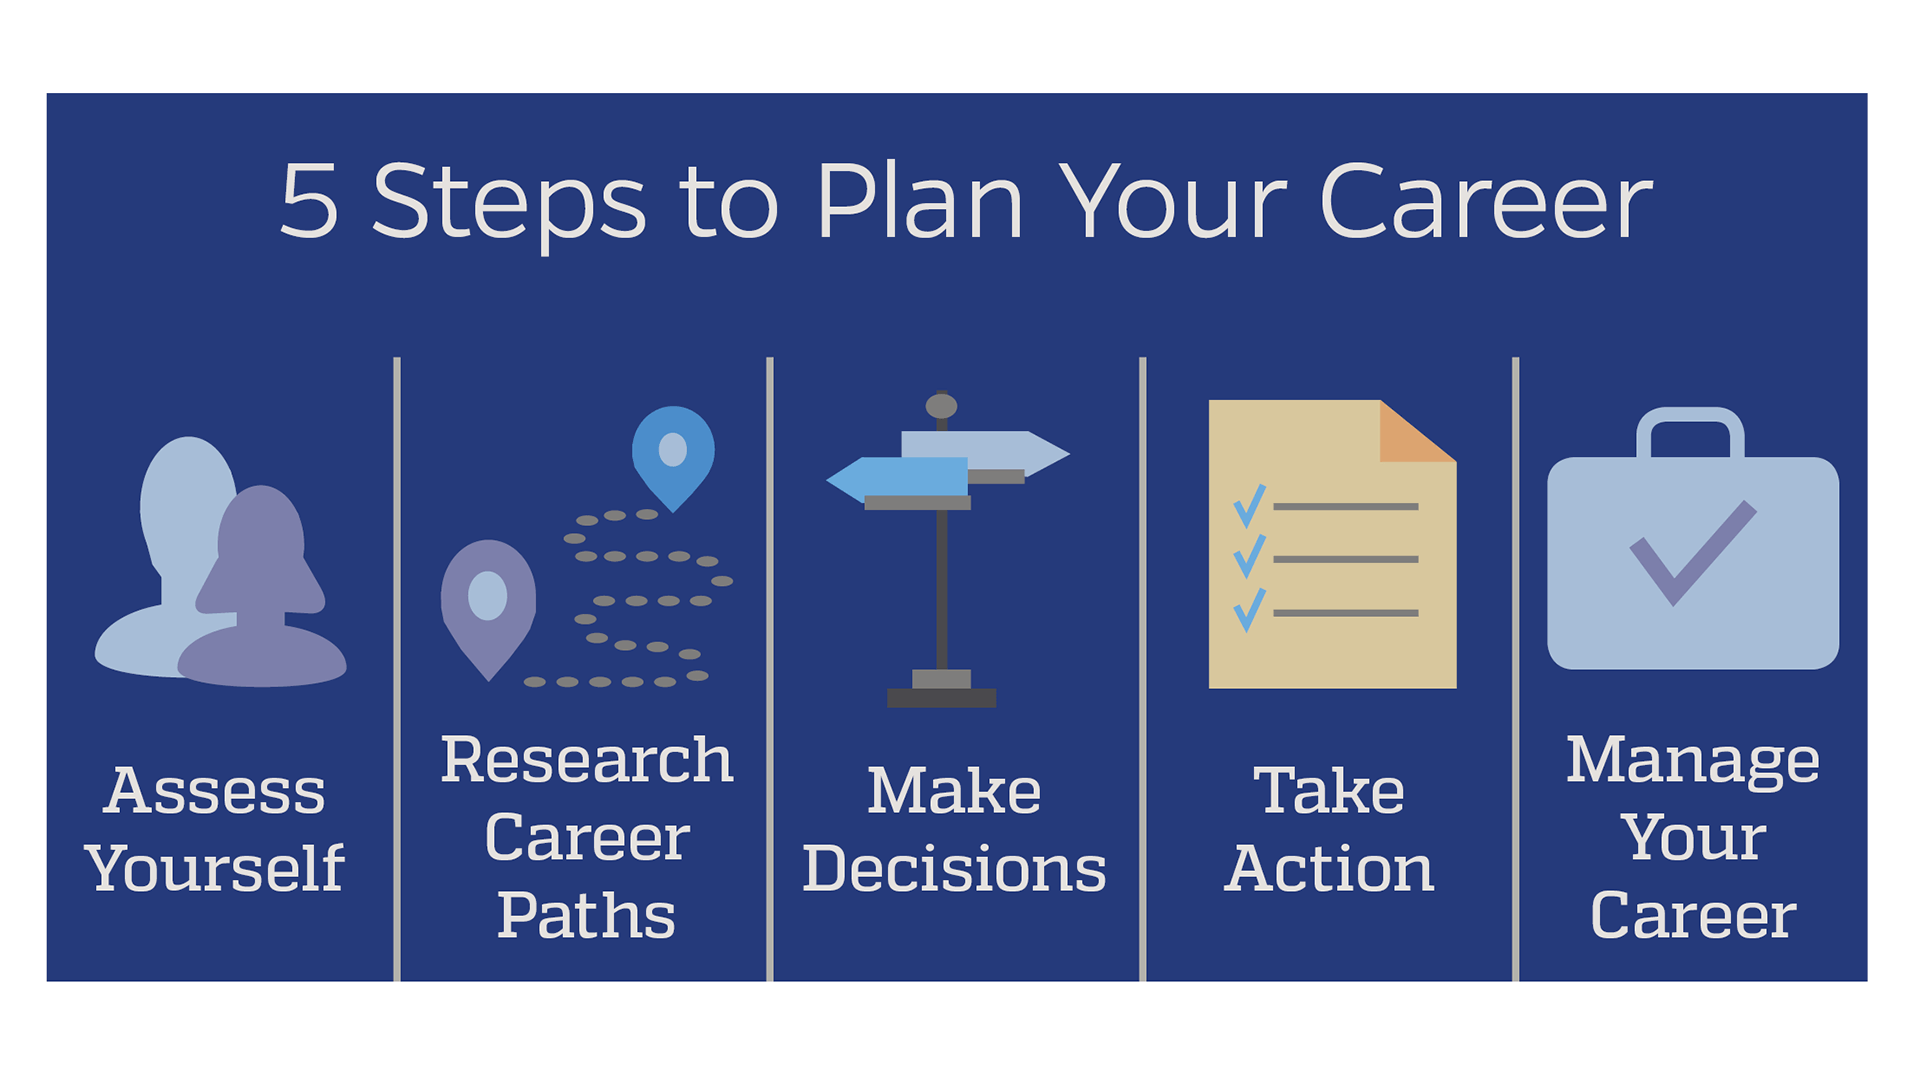 5 Steps to Plan Your Career
Assess
Yourself
Research
Career
Paths
Make
Decisions
Take
Action
Manage
Your
Career